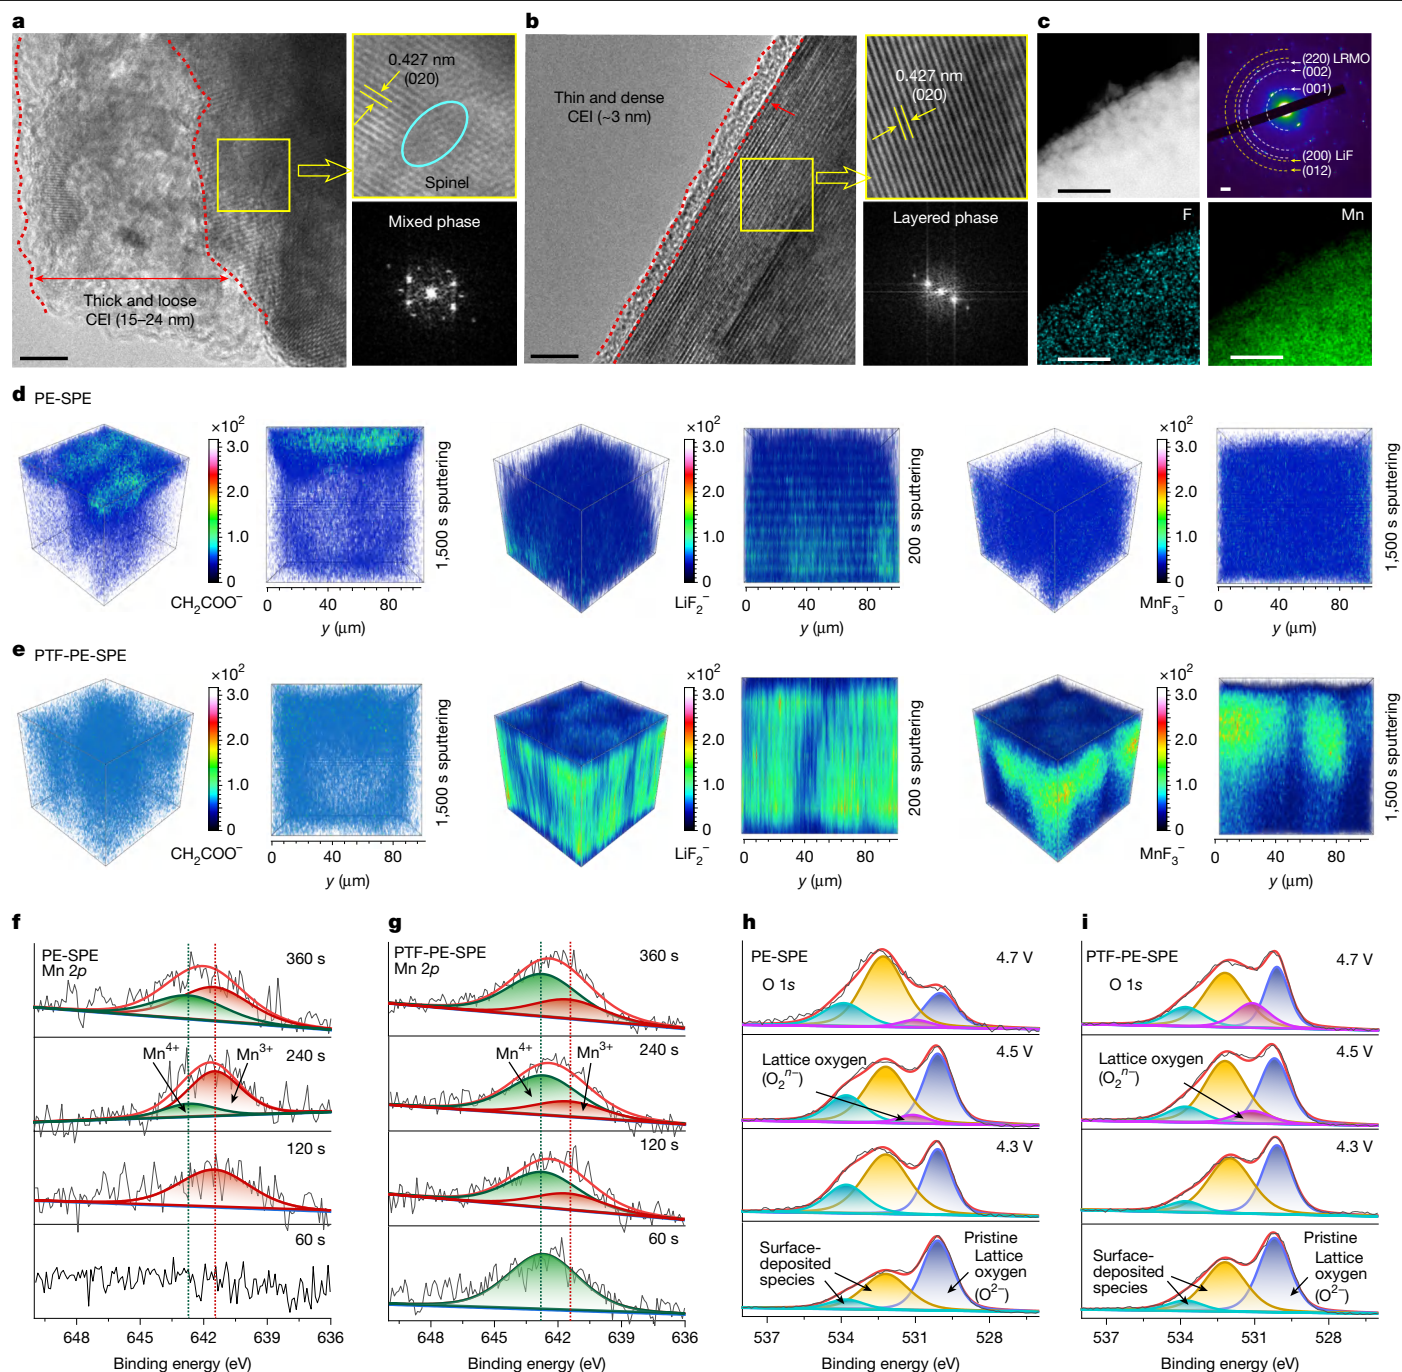 a
0.427 nm
(020)
Spinel
Mixed phase
Thick and loose
CEI (15–24 nm)
b
Thin and dense
CEI (~3 nm)
0.427 nm
(020)
Layered phase
c
(220) LRMO
(002)
(001)
(200) LiF
(012)
F
Mn
d
PE-SPE
×10²
3.0
2.0
1.0
0
CH₂COO⁻
0 40 80
y (μm)
1,500 s sputtering
×10²
3.0
2.0
1.0
0
LiF₂⁻
0 40 80
y (μm)
200 s sputtering
×10²
3.0
2.0
1.0
0
MnF₃⁻
0 40 80
y (μm)
1,500 s sputtering
e
PTF-PE-SPE
×10²
3.0
2.0
1.0
0
CH₂COO⁻
0 40 80
y (μm)
1,500 s sputtering
×10²
3.0
2.0
1.0
0
LiF₂⁻
0 40 80
y (μm)
200 s sputtering
×10²
3.0
2.0
1.0
0
MnF₃⁻
0 40 80
y (μm)
1,500 s sputtering
f
PE-SPE
Mn 2p
360 s
240 s
Mn⁴⁺
Mn³⁺
120 s
60 s
648 645 642 639 636
Binding energy (eV)
g
PTF-PE-SPE
Mn 2p
360 s
240 s
Mn⁴⁺
Mn³⁺
120 s
60 s
648 645 642 639 636
Binding energy (eV)
h
PE-SPE
O 1s
4.7 V
4.5 V
Lattice oxygen
(O₂ⁿ⁻)
4.3 V
Surface-
deposited
species
Pristine
Lattice
oxygen
(O²⁻)
537 534 531 528
Binding energy (eV)
i
PTF-PE-SPE
O 1s
4.7 V
4.5 V
Lattice oxygen
(O₂ⁿ⁻)
4.3 V
Surface-
deposited
species
Pristine
Lattice
oxygen
(O²⁻)
537 534 531 528
Binding energy (eV)